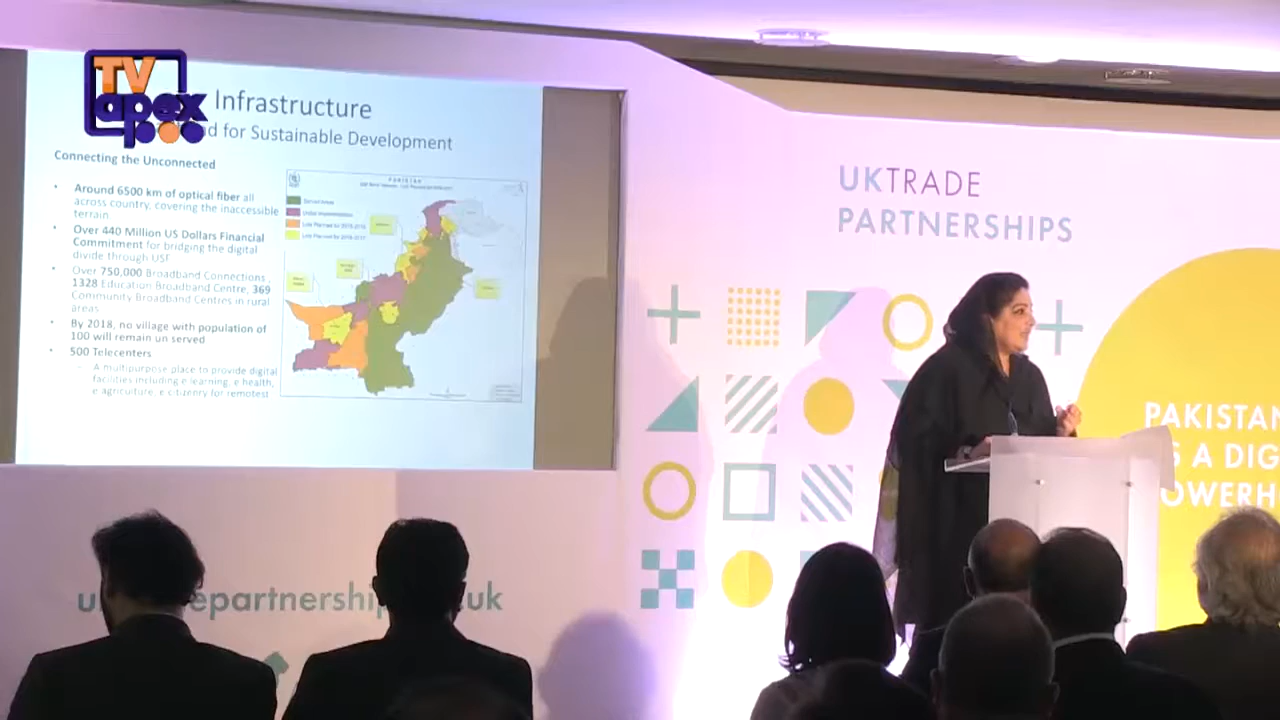 TV
apex
Infrastructure
for Sustainable Development
Connecting the Unconnected
• Around 6500 km of optical fiber all
across country, covering the inaccessible
terrain
• Over 440 Million US Dollars Financial
Commitment for bridging the digital
divide through USF
• Over 750,000 Broadband Connections,
1328 Education Broadband Centre, 369
Community Broadband Centres in rural
areas
• By 2018, no village with population of
100 will remain un served
• 500 Telecenters
- A multipurpose place to provide digital
facilities including e learning, e health,
e agriculture, e citizenry for remotest
PAKISTAN
UKTRADE
PARTNERSHIPS
PAKISTAN
S A DIG
OWERH
epartnership
uk